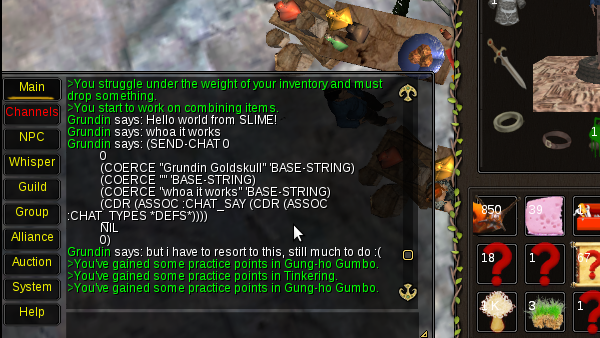 Main
Channels
NPC
Whisper
Guild
Group
Alliance
Auction
System
Help
>You struggle under the weight of your inventory and must
drop something.
>You start to work on combining items.
Grundin says: Hello world from SLIME!
Grundin says: whoa it works
Grundin says: (SEND-CHAT 0
0
(COERCE "Grundin Goldskull" 'BASE-STRING)
(COERCE "" 'BASE-STRING)
(COERCE "whoa it works" 'BASE-STRING)
(CDR (ASSOC :CHAT_SAY (CDR (ASSOC
:CHAT_TYPES *DEFS*))))
NIL
0)
Grundin says: but i have to resort to this, still much to do :(
>You've gained some practice points in Gung-ho Gumbo.
>You've gained some practice points in Tinkering.
>You've gained some practice points in Gung-ho Gumbo.
1
1
850
39
11
18
1
67
1K
3
1